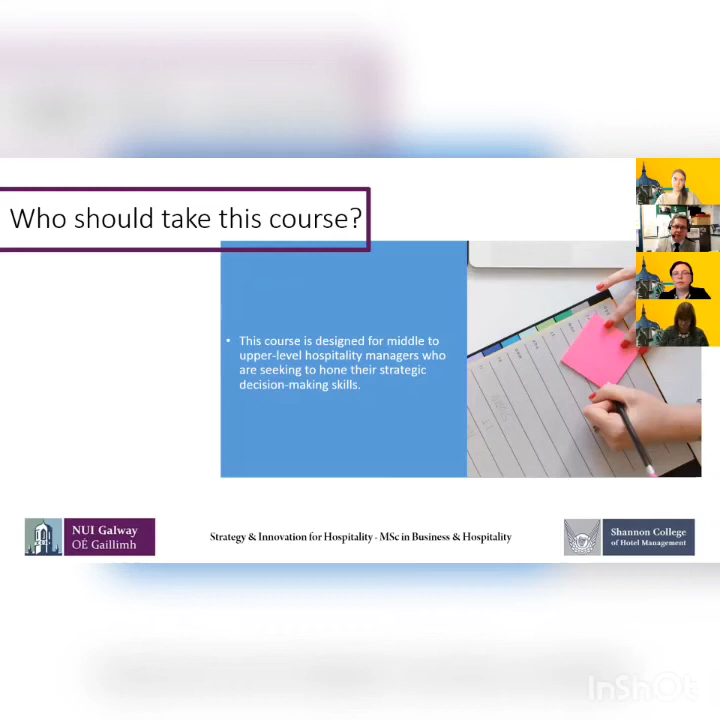 Who should take this course?
• This course is designed for middle to
upper-level hospitality managers who
are seeking to hone their strategic
decision-making skills.
NUI Galway
OÉ Gaillimh
Strategy & Innovation for Hospitality - MSc in Business & Hospitality
Shannon College
of Hotel Management
InShOt